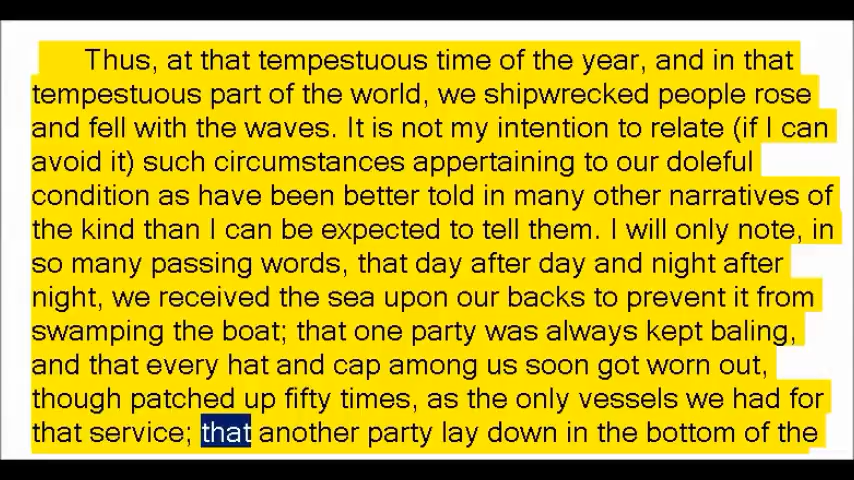 Thus, at that tempestuous time of the year, and in that
tempestuous part of the world, we shipwrecked people rose
and fell with the waves. It is not my intention to relate (if I can
avoid it) such circumstances appertaining to our doleful
condition as have been better told in many other narratives of
the kind than I can be expected to tell them. I will only note, in
so many passing words, that day after day and night after
night, we received the sea upon our backs to prevent it from
swamping the boat; that one party was always kept baling,
and that every hat and cap among us soon got worn out,
though patched up fifty times, as the only vessels we had for
that service; that another party lay down in the bottom of the